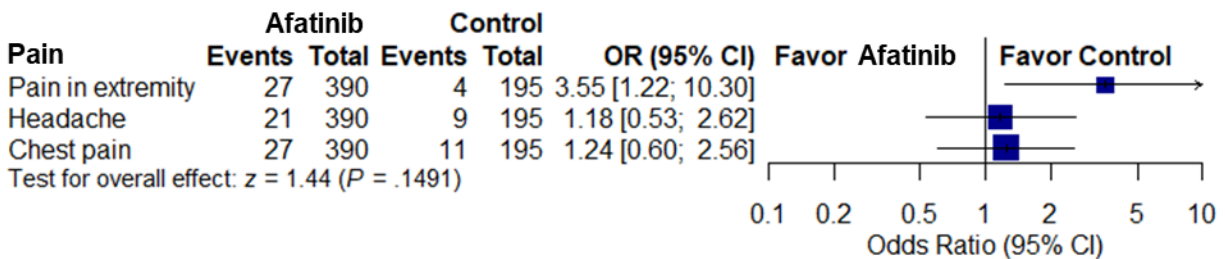 Afatinib Control
Pain Events Total Events Total OR (95% CI) Favor Afatinib Favor Control
Pain in extremity 27 390 4 195 3.55 [1.22; 10.30]
Headache 21 390 9 195 1.18 [0.53; 2.62]
Chest pain 27 390 11 195 1.24 [0.60; 2.56]
Test for overall effect: z = 1.44 (P = .1491)
0.1 0.2 0.5 1 2 5 10
Odds Ratio (95% CI)